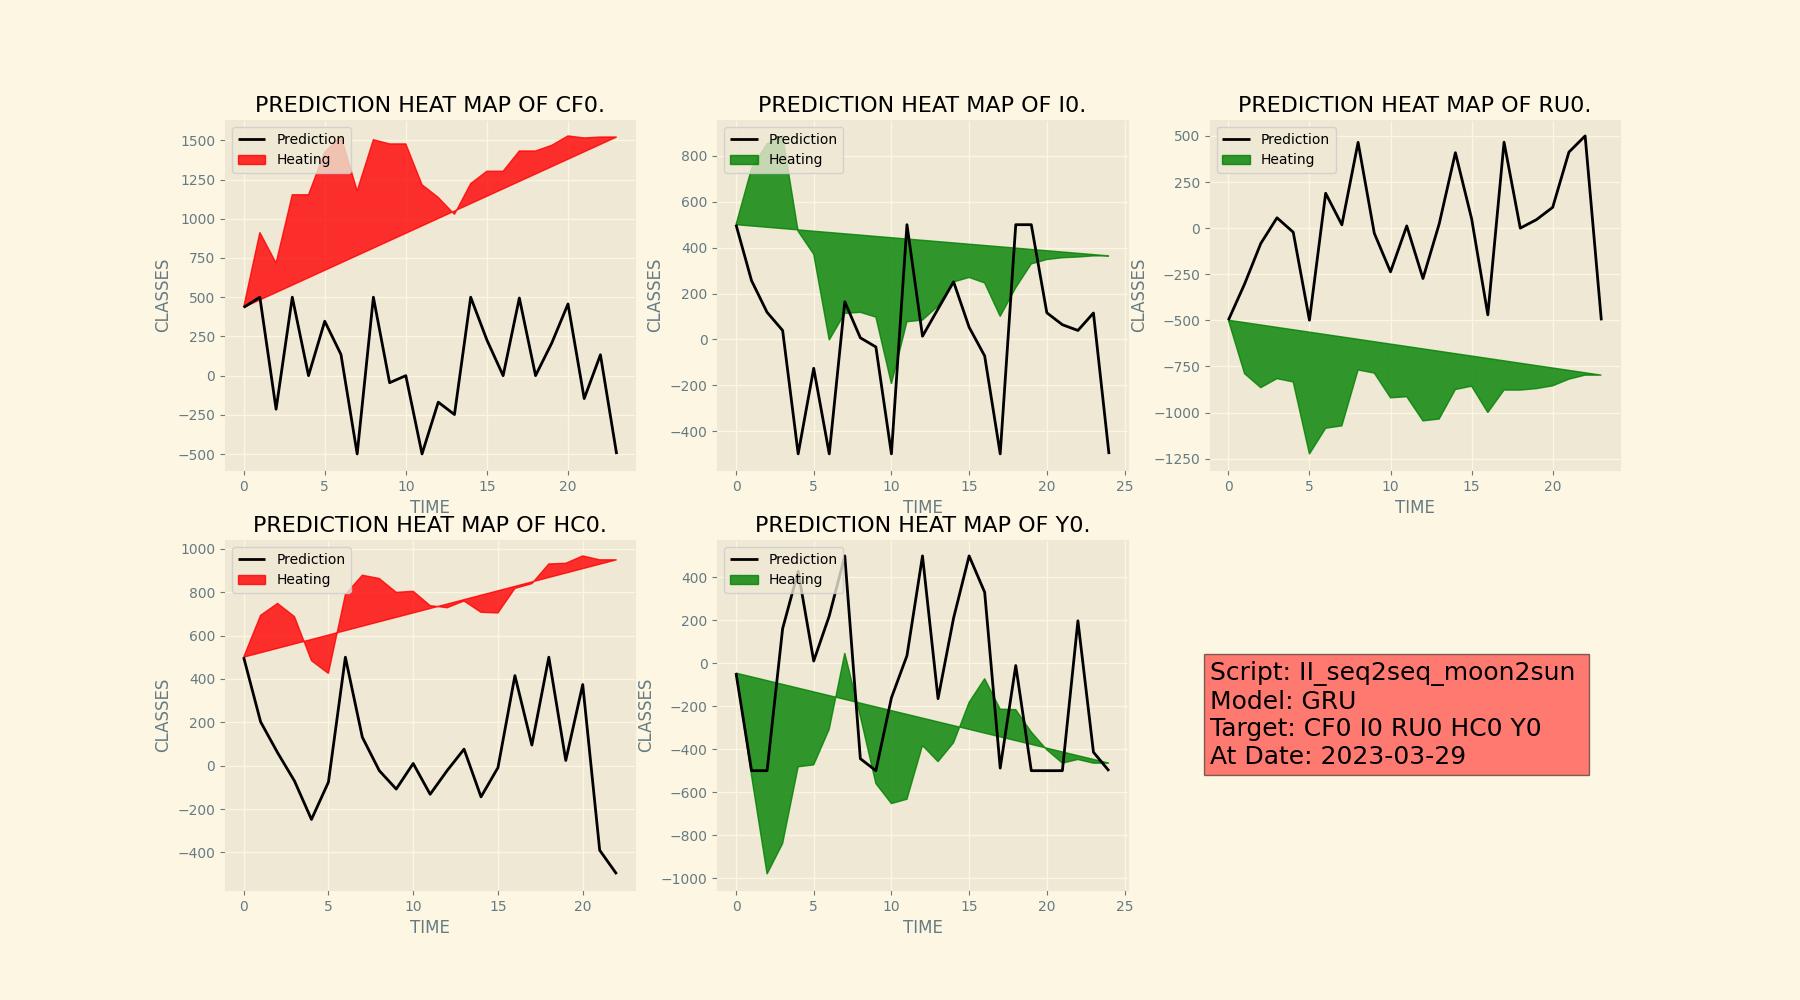 PREDICTION HEAT MAP OF CF0.
Prediction
Heating
CLASSES
1500
1250
1000
750
500
250
0
−250
−500
0 5 10 15 20
TIME
PREDICTION HEAT MAP OF I0.
Prediction
Heating
CLASSES
800
600
400
200
0
−200
−400
0 5 10 15 20 25
TIME
PREDICTION HEAT MAP OF RU0.
Prediction
Heating
CLASSES
500
250
0
−250
−500
−750
−1000
−1250
0 5 10 15 20
TIME
PREDICTION HEAT MAP OF HC0.
Prediction
Heating
CLASSES
1000
800
600
400
200
0
−200
−400
0 5 10 15 20
TIME
PREDICTION HEAT MAP OF Y0.
Prediction
Heating
CLASSES
400
200
0
−200
−400
−600
−800
−1000
0 5 10 15 20 25
TIME
Script: II_seq2seq_moon2sun
Model: GRU
Target: CF0 I0 RU0 HC0 Y0
At Date: 2023-03-29